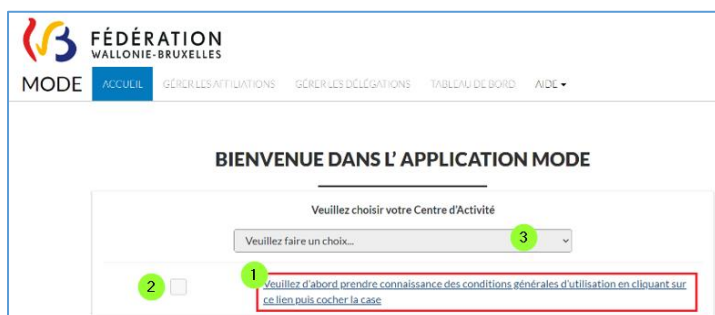 FÉDÉRATION
WALLONIE-BRUXELLES
MODE ACCUEIL GÉRER LES AFFILIATIONS GÉRER LES DÉLÉGATIONS TABLEAU DE BORD AIDE
BIENVENUE DANS L' APPLICATION MODE
Veuillez choisir votre Centre d'Activité
Veuillez faire un choix... 3
1
2 Veuillez d'abord prendre connaissance des conditions générales d'utilisation en cliquant sur
ce lien puis cocher la case